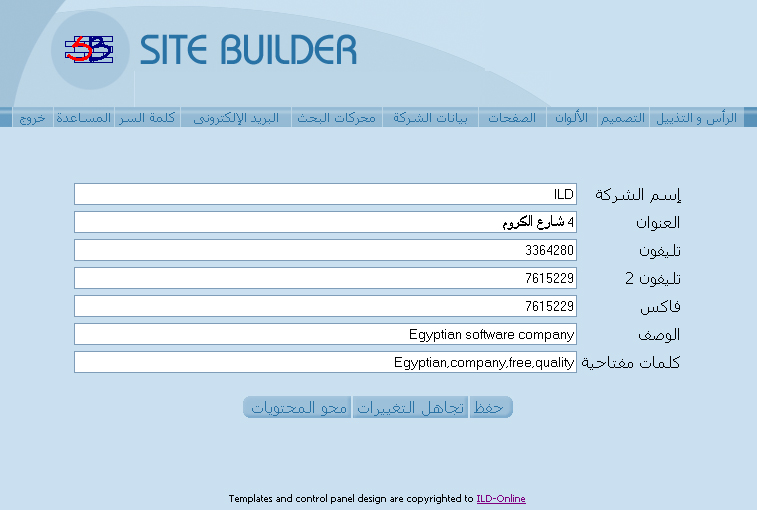 SB SITE BUILDER
الرأس و التذييل التصميم الألوان الصفحات بيانات الشركة محركات البحث البريد الإلكترونى كلمة السر المساعدة خروج
إسم الشركة ILD
العنوان 4 شارع الكروم
تليفون 3364280
تليفون 2 7615229
فاكس 7615229
الوصف Egyptian software company
كلمات مفتاحية Egyptian,company,free,quality
حفظ تجاهل التغييرات محو المحتويات
Templates and control panel design are copyrighted to ILD-Online